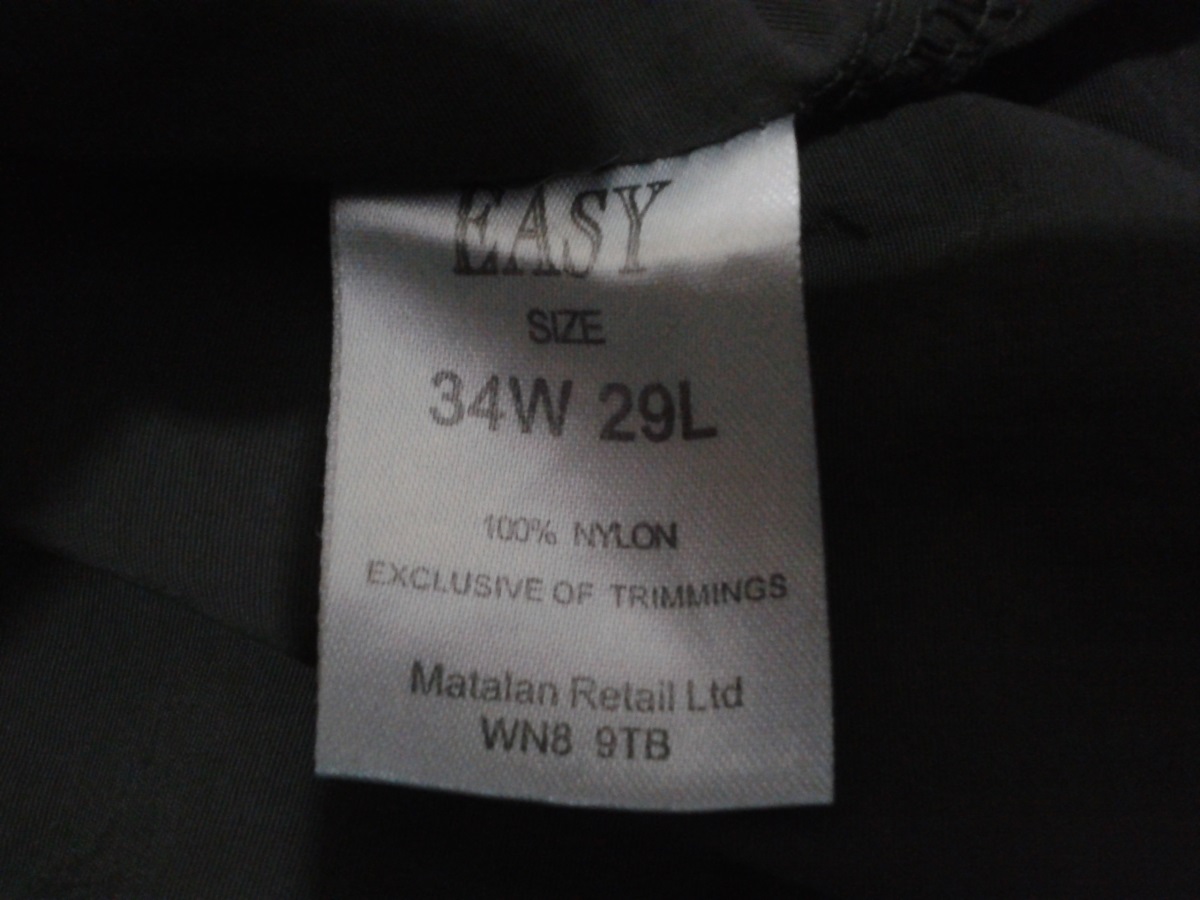 EASY
SIZE
34W 29L
100% NYLON
EXCLUSIVE OF TRIMMINGS
Matalan Retail Ltd
WN8 9TB